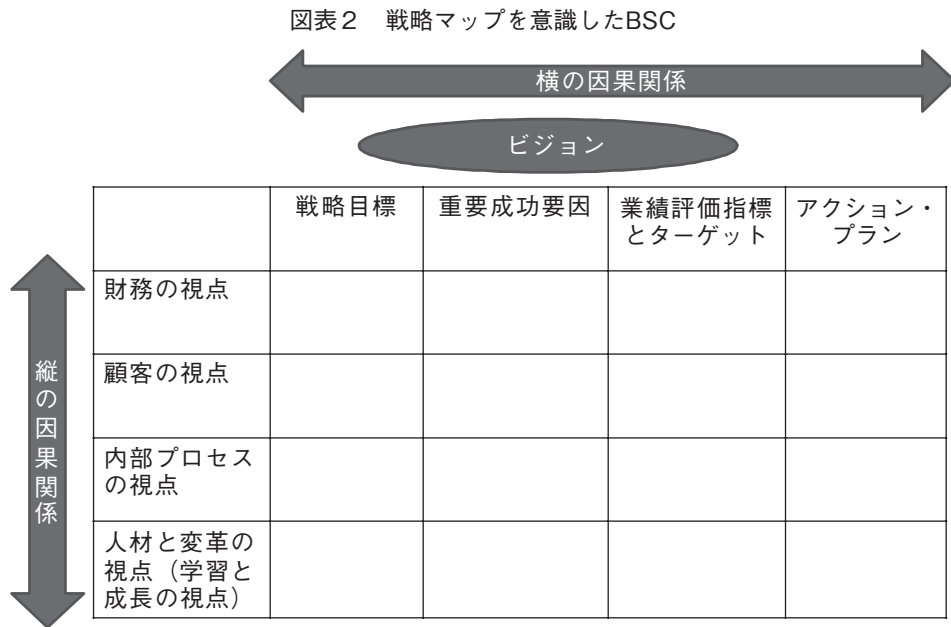 図表2　戦略マップを意識したBSC
横の因果関係
ビジョン
戦略目標
重要成功要因
業績評価指標
とターゲット
アクション・
プラン
縦の因果関係
財務の視点
顧客の視点
内部プロセス
の視点
人材と変革の
視点（学習と
成長の視点）